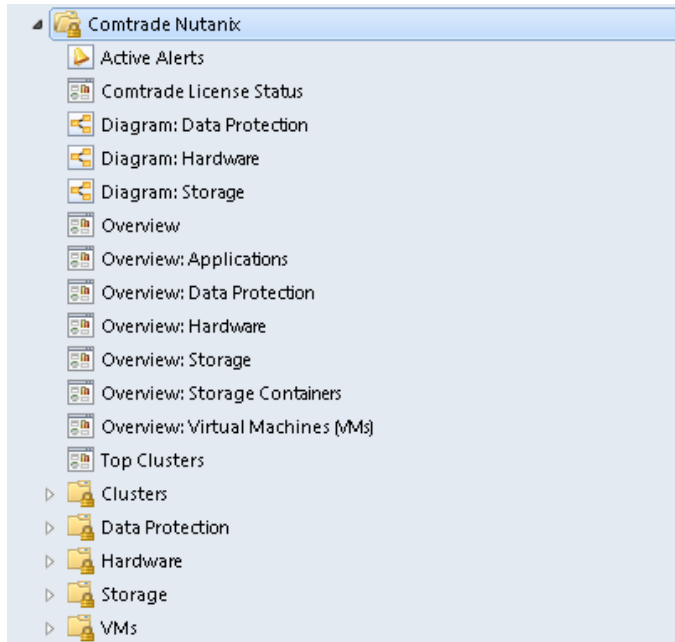 Comtrade Nutanix
Active Alerts
Comtrade License Status
Diagram: Data Protection
Diagram: Hardware
Diagram: Storage
Overview
Overview: Applications
Overview: Data Protection
Overview: Hardware
Overview: Storage
Overview: Storage Containers
Overview: Virtual Machines (VMs)
Top Clusters
Clusters
Data Protection
Hardware
Storage
VMs